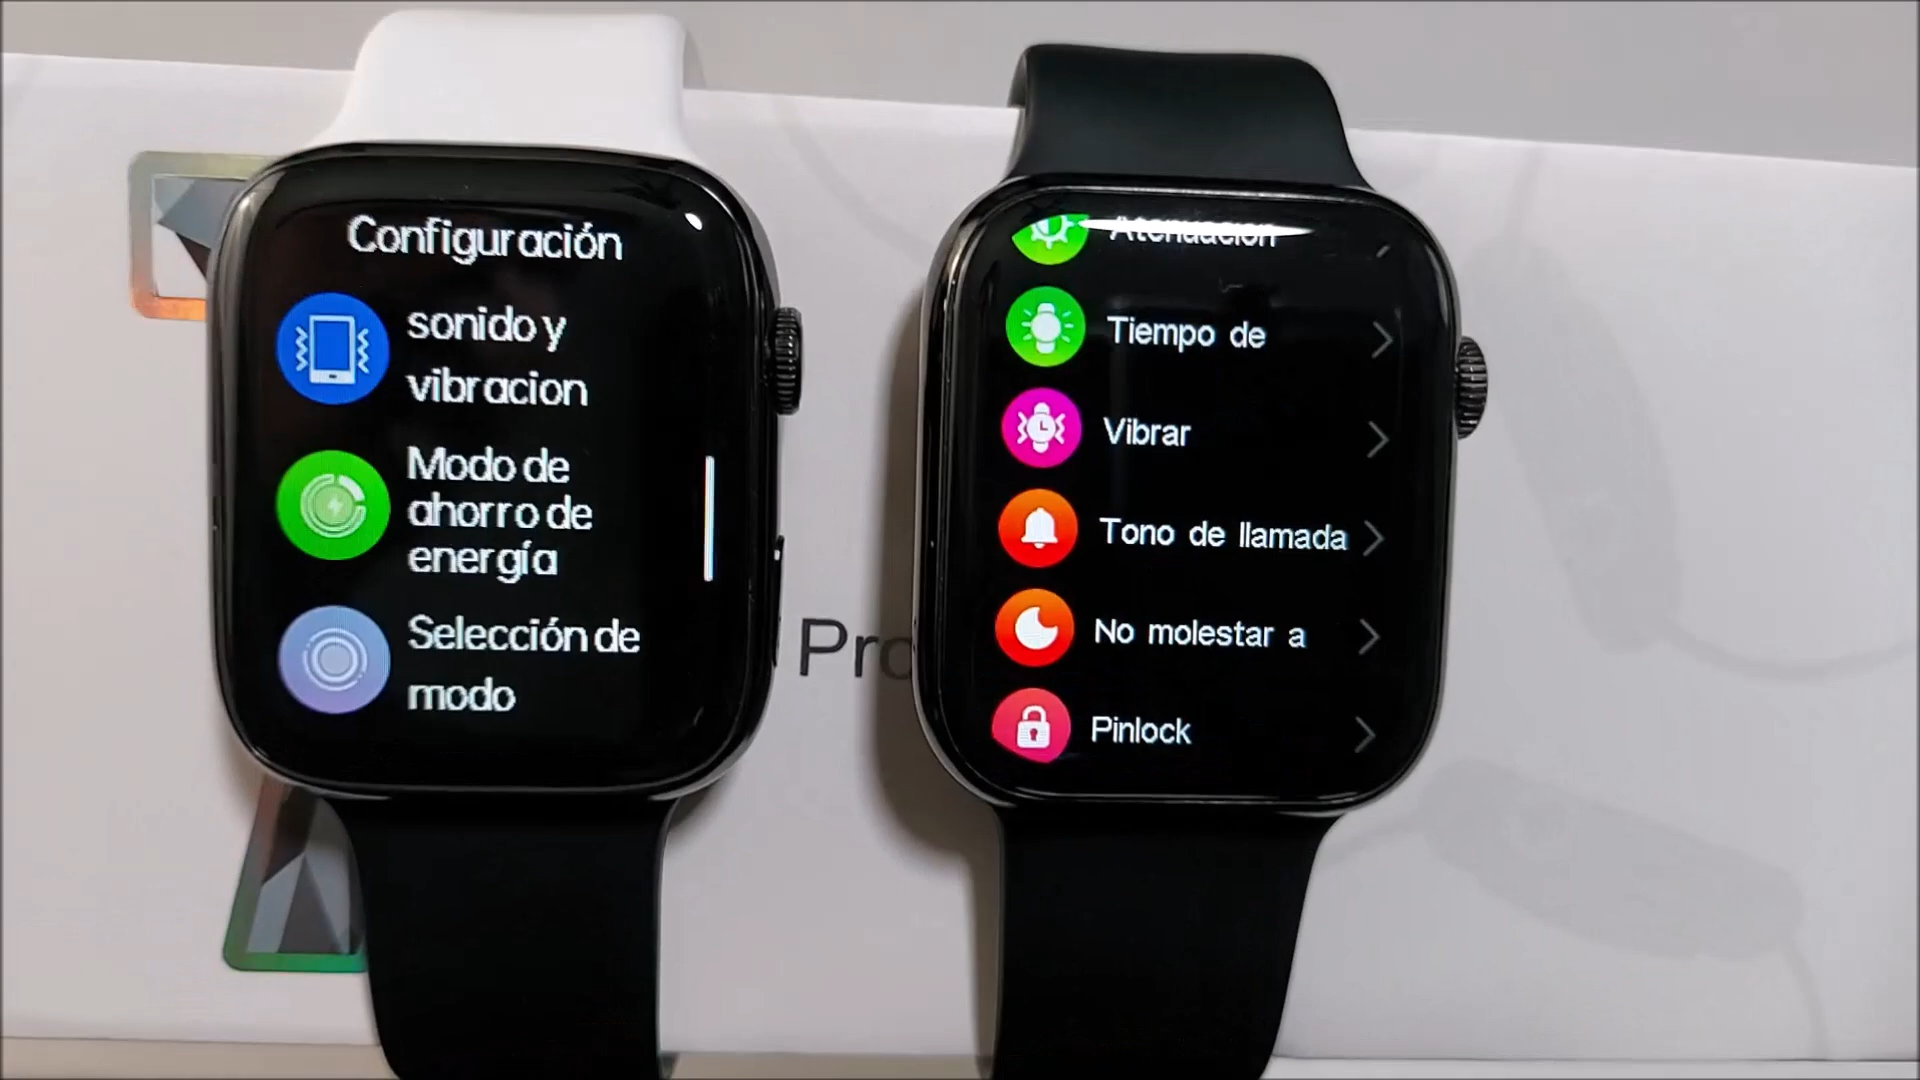 Configuración
sonido y
vibracion
Modo de
ahorro de
energía
Selección de
modo
Pro
Atenuacion
Tiempo de
Vibrar
Tono de llamada
No molestar a
Pinlock